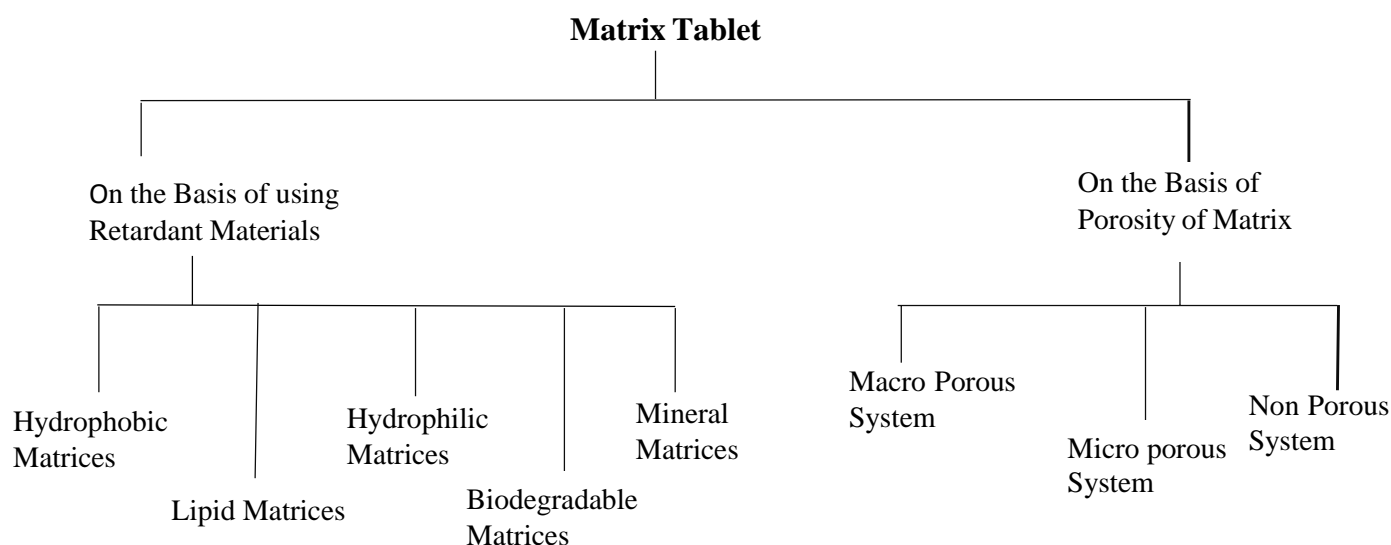 Matrix Tablet
On the Basis of using
Retardant Materials
On the Basis of
Porosity of Matrix
Hydrophobic
Matrices
Lipid Matrices
Hydrophilic
Matrices
Biodegradable
Matrices
Mineral
Matrices
Macro Porous
System
Micro porous
System
Non Porous
System